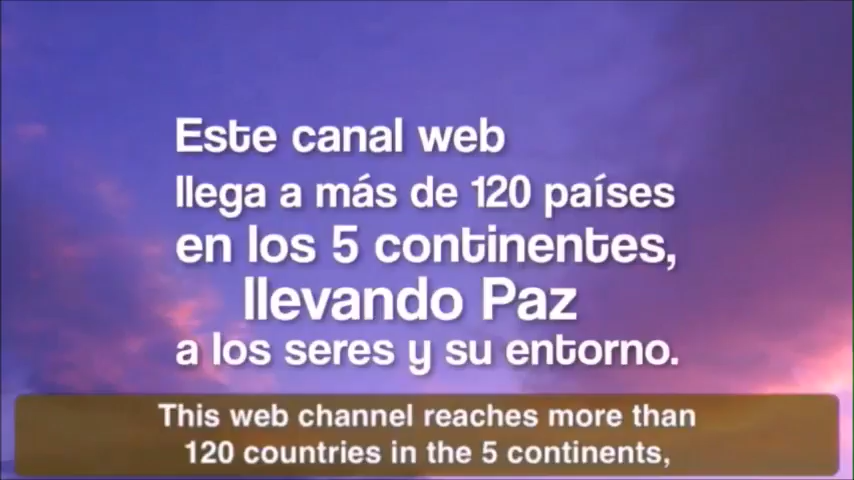 Este canal web
llega a más de 120 países
en los 5 continentes,
llevando Paz
a los seres y su entorno.
This web channel reaches more than
120 countries in the 5 continents,